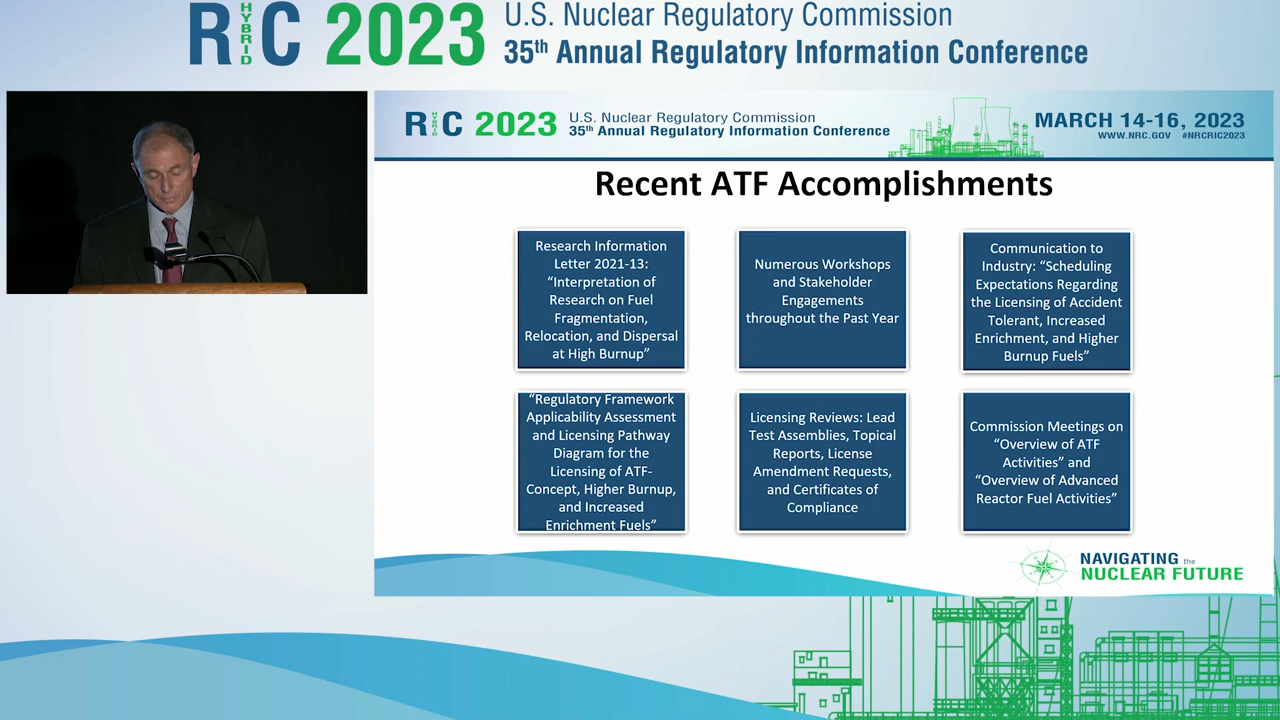 RIC 2023
HYBRID
U.S. Nuclear Regulatory Commission
35th Annual Regulatory Information Conference
RIC 2023
HYBRID
U.S. Nuclear Regulatory Commission
35th Annual Regulatory Information Conference
MARCH 14-16, 2023
WWW.NRC.GOV #NRCRIC2023
Recent ATF Accomplishments
Research Information
Letter 2021-13:
“Interpretation of
Research on Fuel
Fragmentation,
Relocation, and Dispersal
at High Burnup”
Numerous Workshops
and Stakeholder
Engagements
throughout the Past Year
Communication to
Industry: “Scheduling
Expectations Regarding
the Licensing of Accident
Tolerant, Increased
Enrichment, and Higher
Burnup Fuels”
“Regulatory Framework
Applicability Assessment
and Licensing Pathway
Diagram for the
Licensing of ATF-
Concept, Higher Burnup,
and Increased
Enrichment Fuels”
Licensing Reviews: Lead
Test Assemblies, Topical
Reports, License
Amendment Requests,
and Certificates of
Compliance
Commission Meetings on
“Overview of ATF
Activities” and
“Overview of Advanced
Reactor Fuel Activities”
NAVIGATING the
NUCLEAR FUTURE